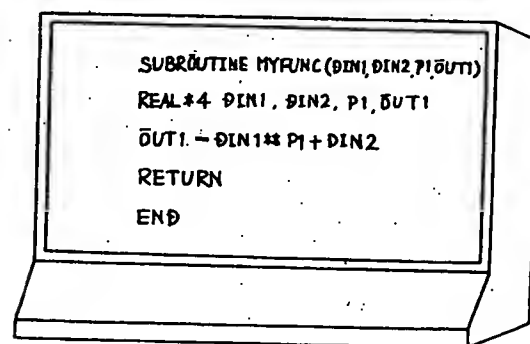 SUBROUTINE MYFUNC(DIN1,DIN2,P1,OUT1)
REAL*4 DIN1, DIN2, P1, OUT1
OUT1 = DIN1** P1 + DIN2
RETURN
END